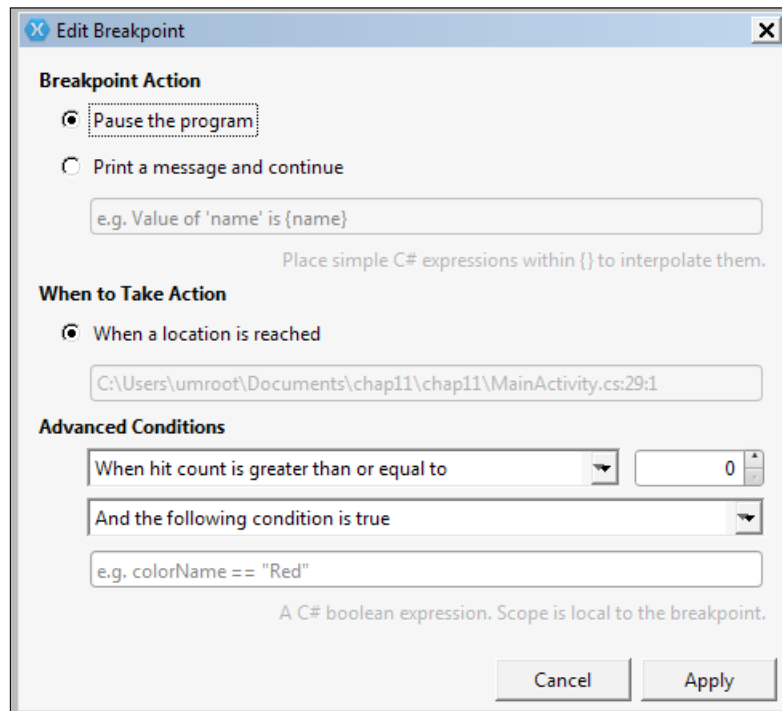 Edit Breakpoint
Breakpoint Action
Pause the program
Print a message and continue
e.g. Value of 'name' is {name}
Place simple C# expressions within {} to interpolate them.
When to Take Action
When a location is reached
C:\Users\umroot\Documents\chap11\chap11\MainActivity.cs:29:1
Advanced Conditions
When hit count is greater than or equal to 0
And the following condition is true
e.g. colorName == "Red"
A C# boolean expression. Scope is local to the breakpoint.
Cancel Apply